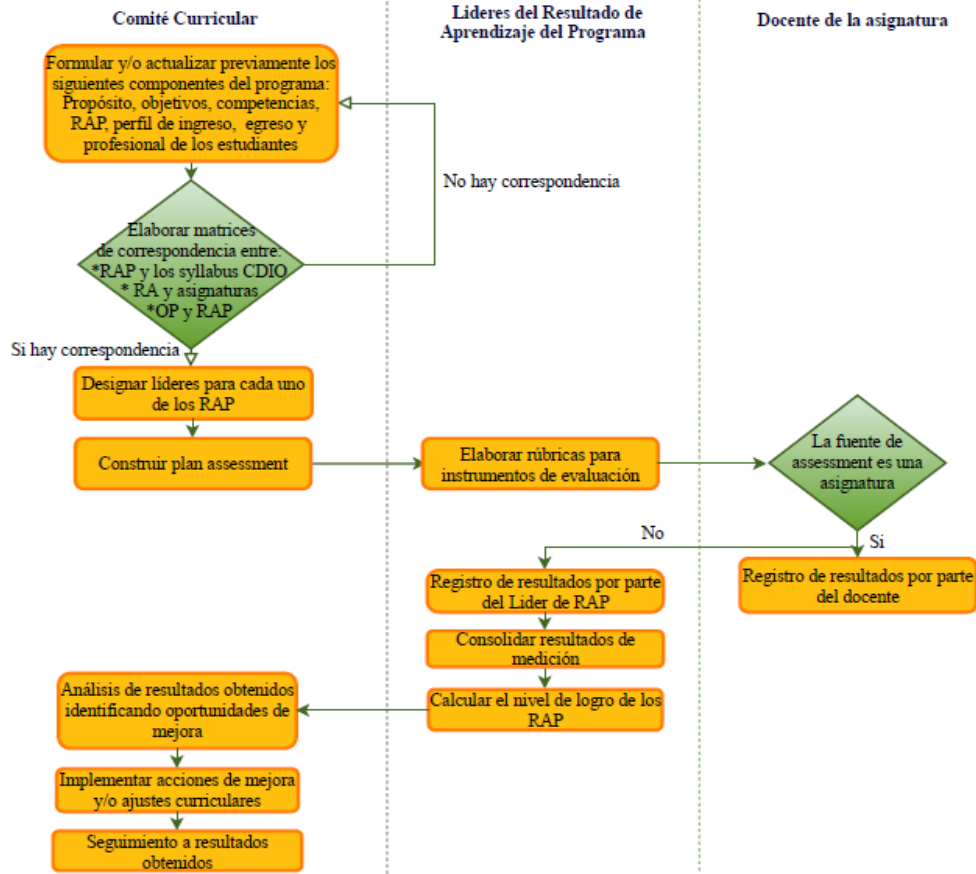 Comité Curricular
Lideres del Resultado de
Aprendizaje del Programa
Docente de la asignatura
Formular y/o actualizar previamente los
siguientes componentes del programa:
Propósito, objetivos, competencias,
RAP, perfil de ingreso, egreso y
profesional de los estudiantes
No hay correspondencia
Elaborar matrices
de correspondencia entre:
*RAP y los syllabus CDIO
* RA y asignaturas
*OP y RAP
Si hay correspondencia
Designar líderes para cada uno
de los RAP
Construir plan assessment
Elaborar rúbricas para
instrumentos de evaluación
La fuente de
assessment es una
asignatura
No
Si
Registro de resultados por parte
del Lider de RAP
Registro de resultados por parte
del docente
Consolidar resultados de
medición
Calcular el nivel de logro de los
RAP
Análisis de resultados obtenidos
identificando oportunidades de
mejora
Implementar acciones de mejora
y/o ajustes curriculares
Seguimiento a resultados
obtenidos